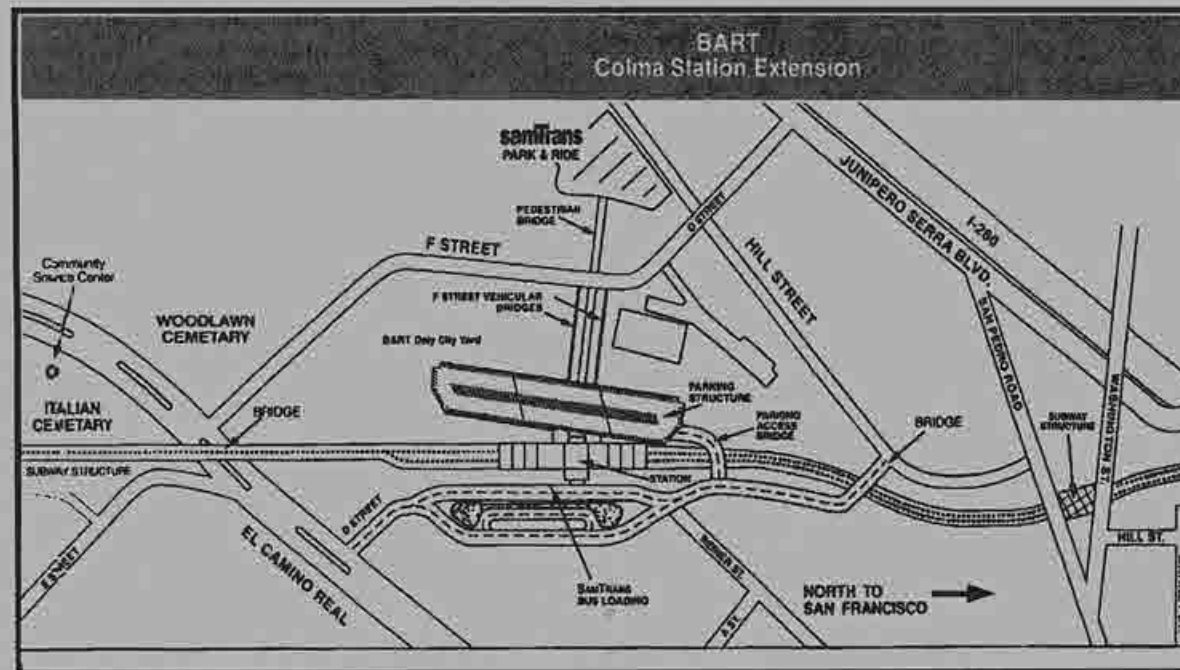 BART
Colma Station Extension
samTrans
PARK & RIDE
PEDESTRIAN
BRIDGE
D STREET
JUNIPERO SERRA BLVD.
I-280
F STREET
HILL STREET
Community
Service Center
WOODLAWN
CEMETARY
F STREET VEHICULAR
BRIDGES
BART Daly City Yard
SAN PEDRO ROAD
WASHINGTON ST.
ITALIAN
CEMETARY
BRIDGE
PARKING
STRUCTURE
PARKING
ACCESS
BRIDGE
BRIDGE
SUBWAY
STRUCTURE
SUBWAY STRUCTURE
STATION
D STREET
EL CAMINO REAL
SAMTRANS
BUS LOADING
A ST.
NORTH TO
SAN FRANCISCO
HILL ST.